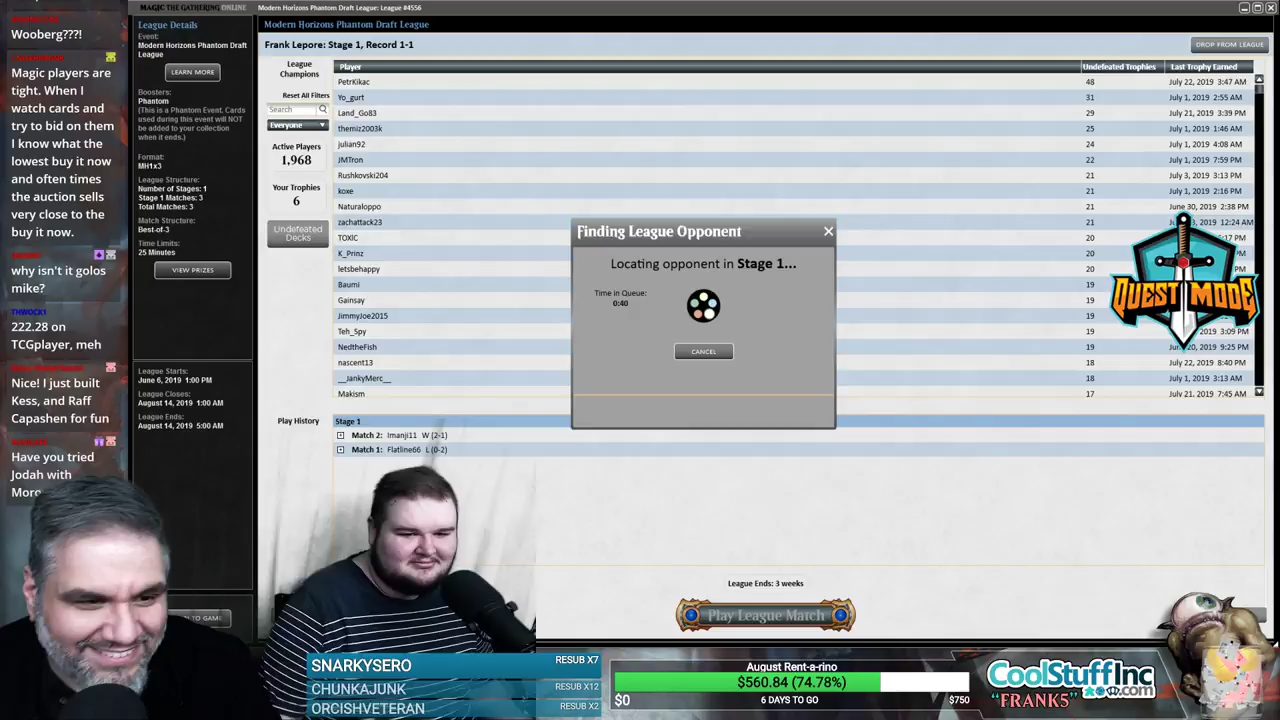 MAGIC THE GATHERING ONLINE
Modern Horizons Phantom Draft League: League #4556
League Details
Event:
Modern Horizons Phantom Draft
League
LEARN MORE
Boosters:
Phantom
(This is a Phantom Event. Cards
used during this event will NOT
be added to your collection
when it ends.)
Format:
MH1x3
League Structure:
Number of Stages: 1
Stage 1 Matches: 3
Total Matches: 3
Match Structure:
Best-of-3
Time Limits:
25 Minutes
VIEW PRIZES
League Starts:
June 6, 2019 1:00 PM
League Closes:
August 14, 2019 1:00 AM
League Ends:
August 14, 2019 5:00 AM
TO GAME
Wooberg???!
Magic players are
tight. When I
watch cards and
try to bid on them
I know what the
lowest buy it now
and often times
the auction sells
very close to the
buy it now.
why isn't it golos
mike?
THWOCK1
222.28 on
TCGplayer, meh
Nice! I just built
Kess, and Raff
Capashen for fun
Have you tried
Jodah with
Modern Horizons Phantom Draft League
Frank Lepore: Stage 1, Record 1-1
DROP FROM LEAGUE
League
Champions
Reset All Filters
Search
Everyone
Active Players
1,968
Your Trophies
6
Undefeated
Decks
Player Undefeated Trophies Last Trophy Earned
PetrKikac 48 July 22, 2019 3:47 AM
Yo_gurt 31 July 1, 2019 2:55 AM
Land_Go83 29 July 21, 2019 3:39 PM
themiz2003k 25 July 1, 2019 1:46 AM
julian92 24 July 1, 2019 4:08 AM
JMTron 22 July 1, 2019 7:59 PM
Rushkovski204 21 July 3, 2019 3:13 PM
koxe 21 July 1, 2019 2:16 PM
Naturaloppo 21 June 30, 2019 2:38 PM
zachattack23 21 12:24 AM
TOXIC 20 5:17 PM
K_Prinz 20
letsbehappy 20
Baumi 19
Gainsay 19
JimmyJoe2015 19
Teh_Spy 19 3:09 PM
NedtheFish 19 2019 9:25 PM
nascent13 18 July 22, 2019 8:40 PM
__JankyMerc__ 18 July 1, 2019 3:13 AM
Makism 17 July 21, 2019 7:45 AM
Finding League Opponent
Locating opponent in Stage 1...
Time in Queue:
0:40
CANCEL
QUEST MODE
Play History
Stage 1
Match 2: Imanji11 W (2-1)
Match 1: Flatline66 L (0-2)
League Ends: 3 weeks
Play League Match
SNARKYSERO RESUB X7
CHUNKAJUNK RESUB X12
ORCISHVETERAN RESUB X2
August Rent-a-rino
$560.84 (74.78%)
$0 6 DAYS TO GO $750
CoolStuffInc
.com
"FRANK5"